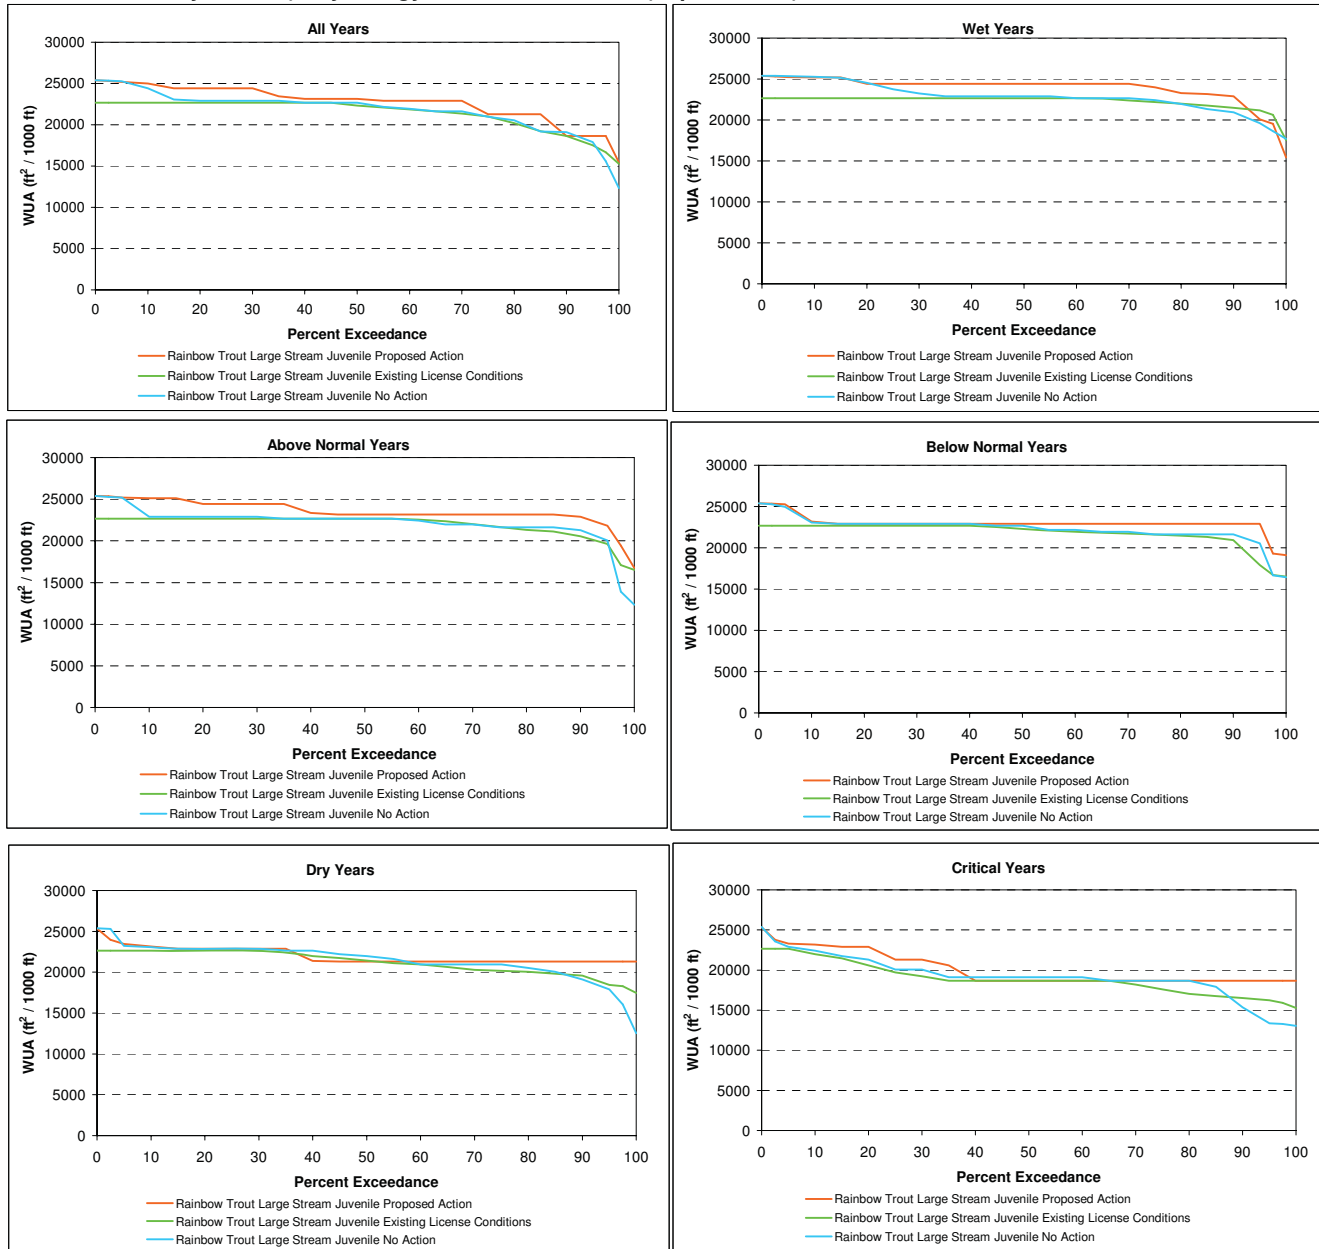 All Years
30000
25000
20000
15000
10000
5000
0
WUA (ft² / 1000 ft)
0 10 20 30 40 50 60 70 80 90 100
Percent Exceedance
Rainbow Trout Large Stream Juvenile Proposed Action
Rainbow Trout Large Stream Juvenile Existing License Conditions
Rainbow Trout Large Stream Juvenile No Action
Wet Years
30000
25000
20000
15000
10000
5000
0
WUA (ft² / 1000 ft)
0 10 20 30 40 50 60 70 80 90 100
Percent Exceedance
Rainbow Trout Large Stream Juvenile Proposed Action
Rainbow Trout Large Stream Juvenile Existing License Conditions
Rainbow Trout Large Stream Juvenile No Action
Above Normal Years
30000
25000
20000
15000
10000
5000
0
WUA (ft² / 1000 ft)
0 10 20 30 40 50 60 70 80 90 100
Percent Exceedance
Rainbow Trout Large Stream Juvenile Proposed Action
Rainbow Trout Large Stream Juvenile Existing License Conditions
Rainbow Trout Large Stream Juvenile No Action
Below Normal Years
30000
25000
20000
15000
10000
5000
0
WUA (ft² / 1000 ft)
0 10 20 30 40 50 60 70 80 90 100
Percent Exceedance
Rainbow Trout Large Stream Juvenile Proposed Action
Rainbow Trout Large Stream Juvenile Existing License Conditions
Rainbow Trout Large Stream Juvenile No Action
Dry Years
30000
25000
20000
15000
10000
5000
0
WUA (ft² / 1000 ft)
0 10 20 30 40 50 60 70 80 90 100
Percent Exceedance
Rainbow Trout Large Stream Juvenile Proposed Action
Rainbow Trout Large Stream Juvenile Existing License Conditions
Rainbow Trout Large Stream Juvenile No Action
Critical Years
30000
25000
20000
15000
10000
5000
0
WUA (ft² / 1000 ft)
0 10 20 30 40 50 60 70 80 90 100
Percent Exceedance
Rainbow Trout Large Stream Juvenile Proposed Action
Rainbow Trout Large Stream Juvenile Existing License Conditions
Rainbow Trout Large Stream Juvenile No Action